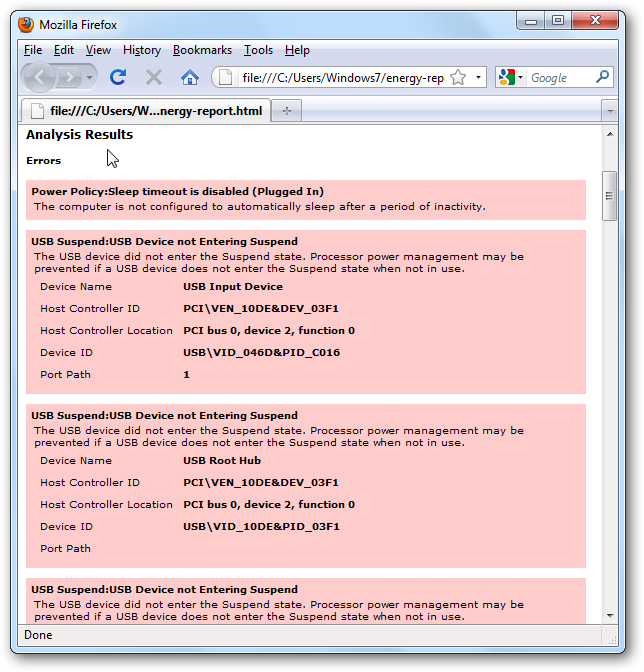 Mozilla Firefox
File Edit View History Bookmarks Tools Help
file:///C:/Users/Windows7/energy-rep
Google
file:///C:/Users/W...nergy-report.html
Analysis Results
Errors
Power Policy:Sleep timeout is disabled (Plugged In)
The computer is not configured to automatically sleep after a period of inactivity.
USB Suspend:USB Device not Entering Suspend
The USB device did not enter the Suspend state. Processor power management may be
prevented if a USB device does not enter the Suspend state when not in use.
Device Name USB Input Device
Host Controller ID PCI\VEN_10DE&DEV_03F1
Host Controller Location PCI bus 0, device 2, function 0
Device ID USB\VID_046D&PID_C016
Port Path 1
USB Suspend:USB Device not Entering Suspend
The USB device did not enter the Suspend state. Processor power management may be
prevented if a USB device does not enter the Suspend state when not in use.
Device Name USB Root Hub
Host Controller ID PCI\VEN_10DE&DEV_03F1
Host Controller Location PCI bus 0, device 2, function 0
Device ID USB\VID_10DE&PID_03F1
Port Path
USB Suspend:USB Device not Entering Suspend
The USB device did not enter the Suspend state. Processor power management may be
prevented if a USB device does not enter the Suspend state when not in use.
Done